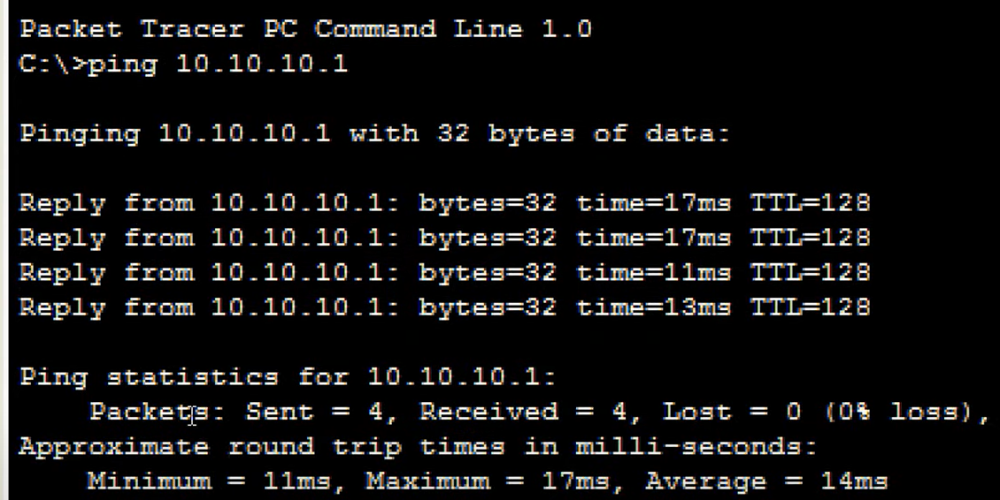 Packet Tracer PC Command Line 1.0
C:\>ping 10.10.10.1
Pinging 10.10.10.1 with 32 bytes of data:
Reply from 10.10.10.1: bytes=32 time=17ms TTL=128
Reply from 10.10.10.1: bytes=32 time=17ms TTL=128
Reply from 10.10.10.1: bytes=32 time=11ms TTL=128
Reply from 10.10.10.1: bytes=32 time=13ms TTL=128
Ping statistics for 10.10.10.1:
Packets: Sent = 4, Received = 4, Lost = 0 (0% loss),
Approximate round trip times in milli-seconds:
Minimum = 11ms, Maximum = 17ms, Average = 14ms